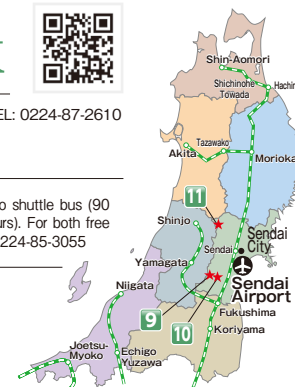 EL: 0224-87-2610
o shuttle bus (90
urs). For both free
224-85-3055
Shin-Aomori
Shichinohe
Towada
Hachin
Tazawako
Akita
Morioka
11
Shinjo
Sendai
Sendai
City
Yamagata
Sendai
Airport
Niigata
9
10
Fukushima
Koriyama
Joetsu-
Myoko
Echigo
Yuzawa